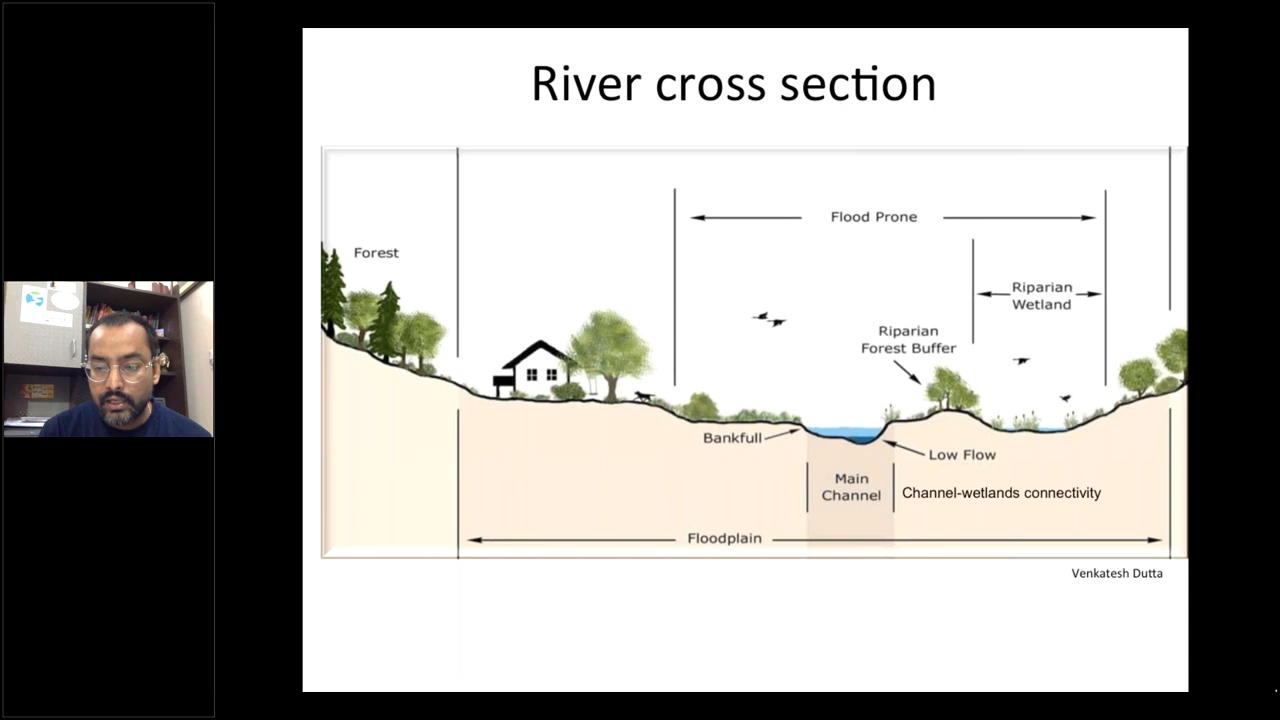 River cross section
Flood Prone
Forest
Riparian
Wetland
Riparian
Forest Buffer
Bankfull
Low Flow
Main
Channel
Channel-wetlands connectivity
Floodplain
Venkatesh Dutta